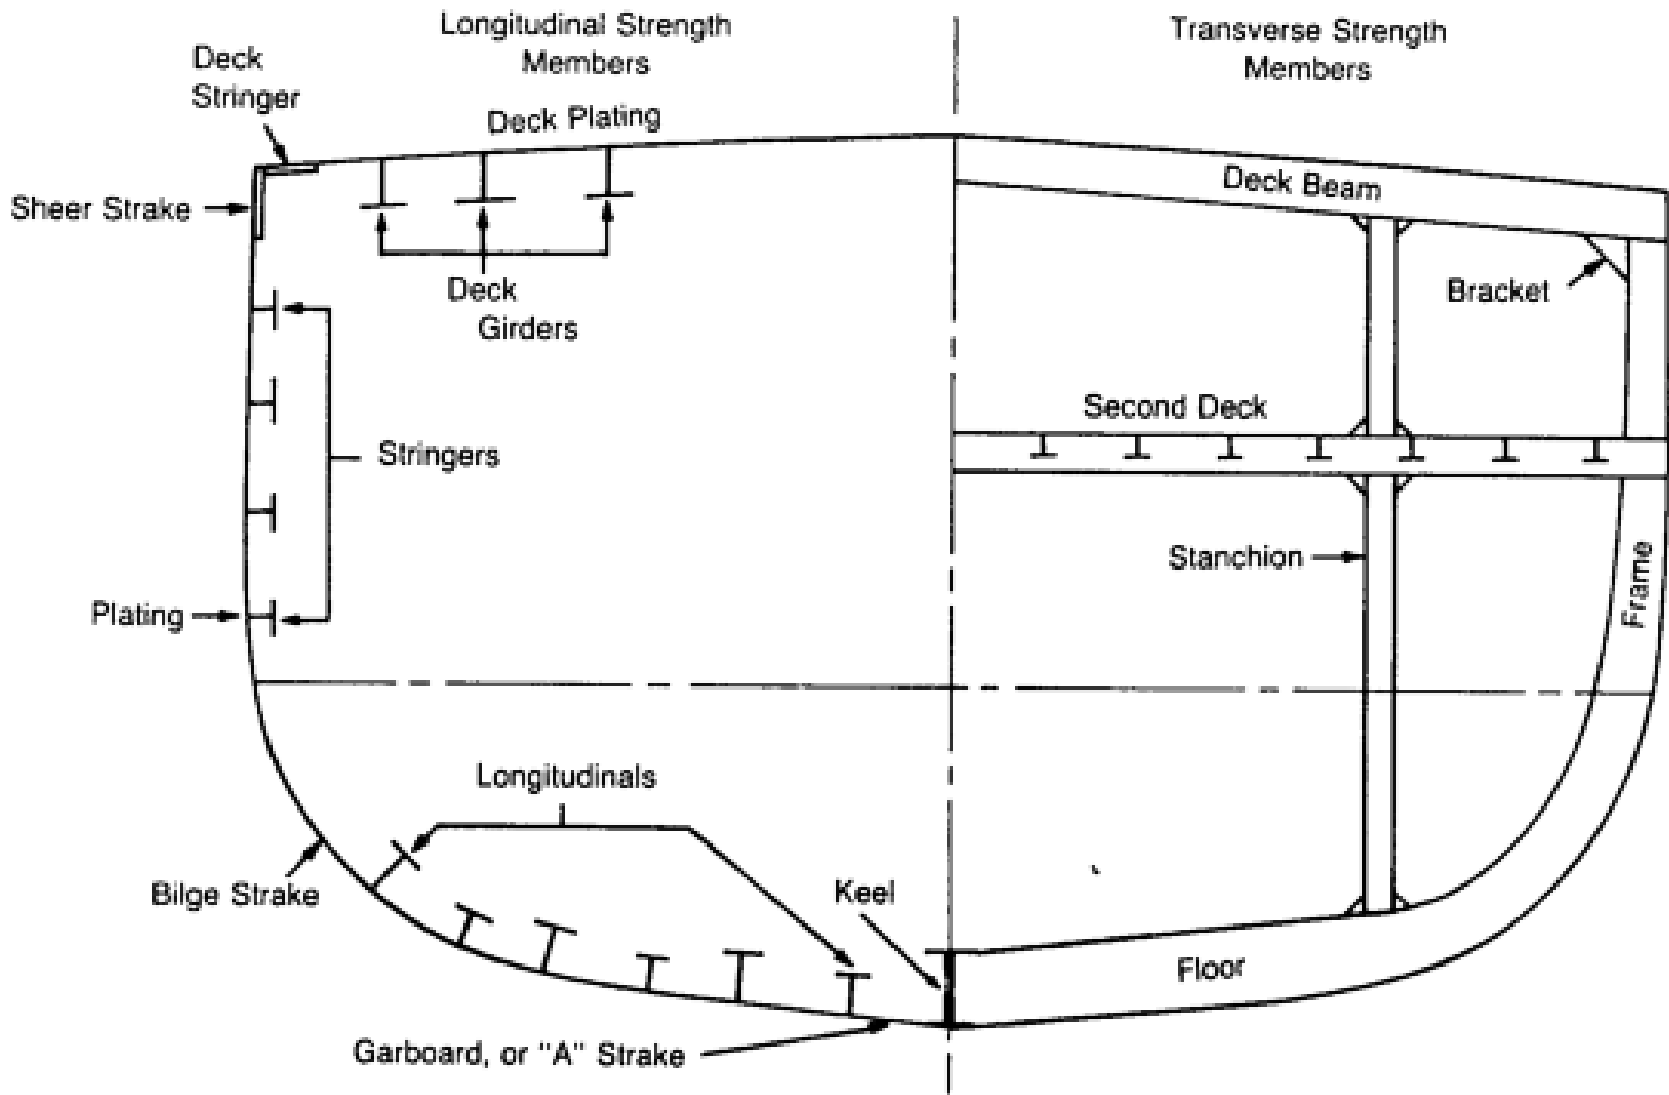 Longitudinal Strength
Members
Transverse Strength
Members
Deck
Stringer
Deck Plating
Deck Beam
Sheer Strake
Bracket
Deck
Girders
Second Deck
Stringers
Stanchion
Frame
Plating
Longitudinals
Bilge Strake
Keel
Floor
Garboard, or "A" Strake